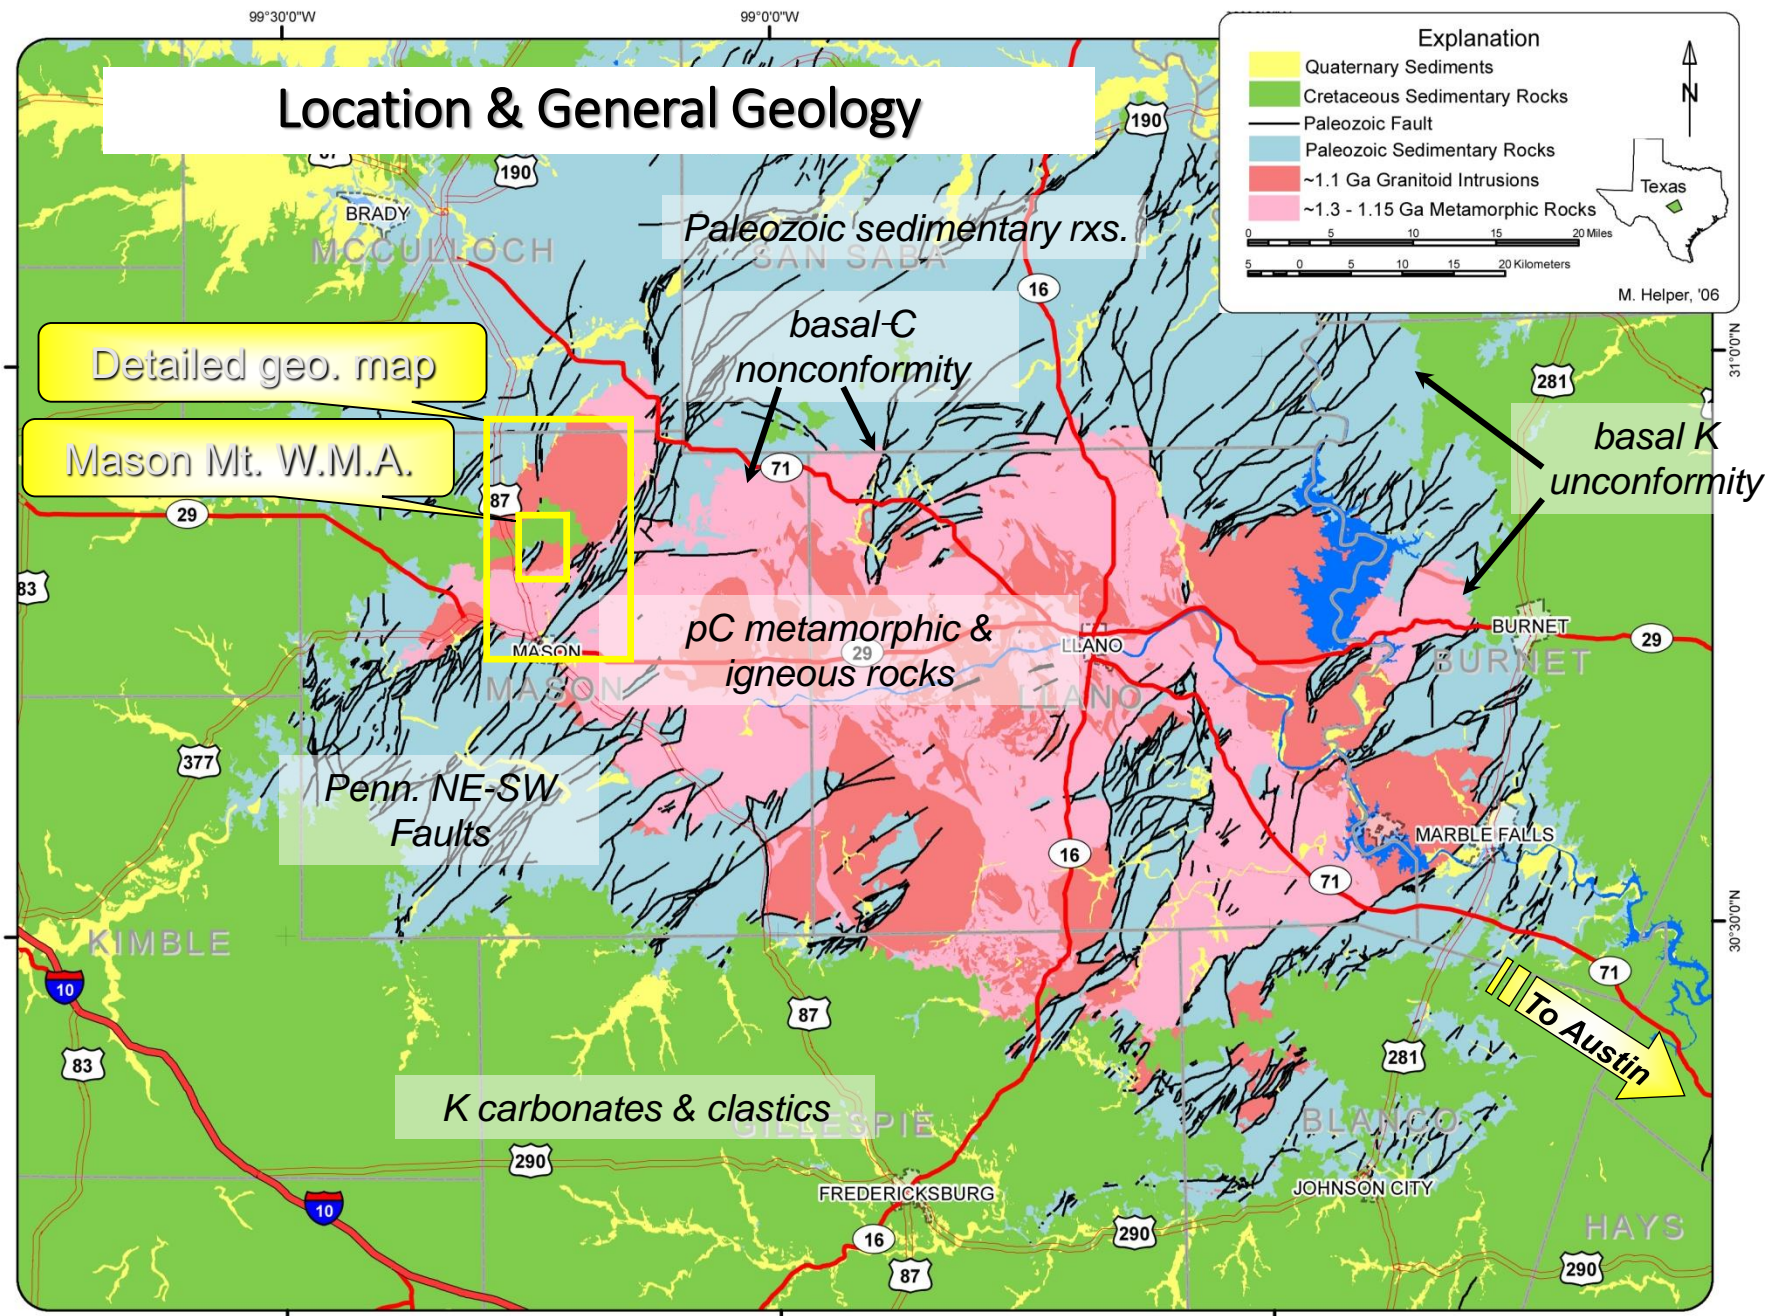 99°30'0"W
99°0'0"W
Location & General Geology
Explanation
Quaternary Sediments
Cretaceous Sedimentary Rocks
Paleozoic Fault
Paleozoic Sedimentary Rocks
~1.1 Ga Granitoid Intrusions
~1.3 - 1.15 Ga Metamorphic Rocks
N
Texas
0 5 10 15 20 Miles
5 0 5 10 15 20 Kilometers
M. Helper, '06
190
190
BRADY
MCCULLOCH
Paleozoic sedimentary rxs.
SAN SABA
16
basal-C
nonconformity
31°0'0"N
281
Detailed geo. map
Mason Mt. W.M.A.
basal K
unconformity
71
87
29
83
pC metamorphic &
igneous rocks
29
MASON
MASON
LLANO
LLANO
BURNET
BURNET
29
377
Penn. NE-SW
Faults
MARBLE FALLS
16
71
30°30'0"N
KIMBLE
10
87
71
To Austin
83
281
K carbonates & clastics
GILLESPIE
BLANCO
290
10
FREDERICKSBURG
JOHNSON CITY
16
290
HAYS
87
290